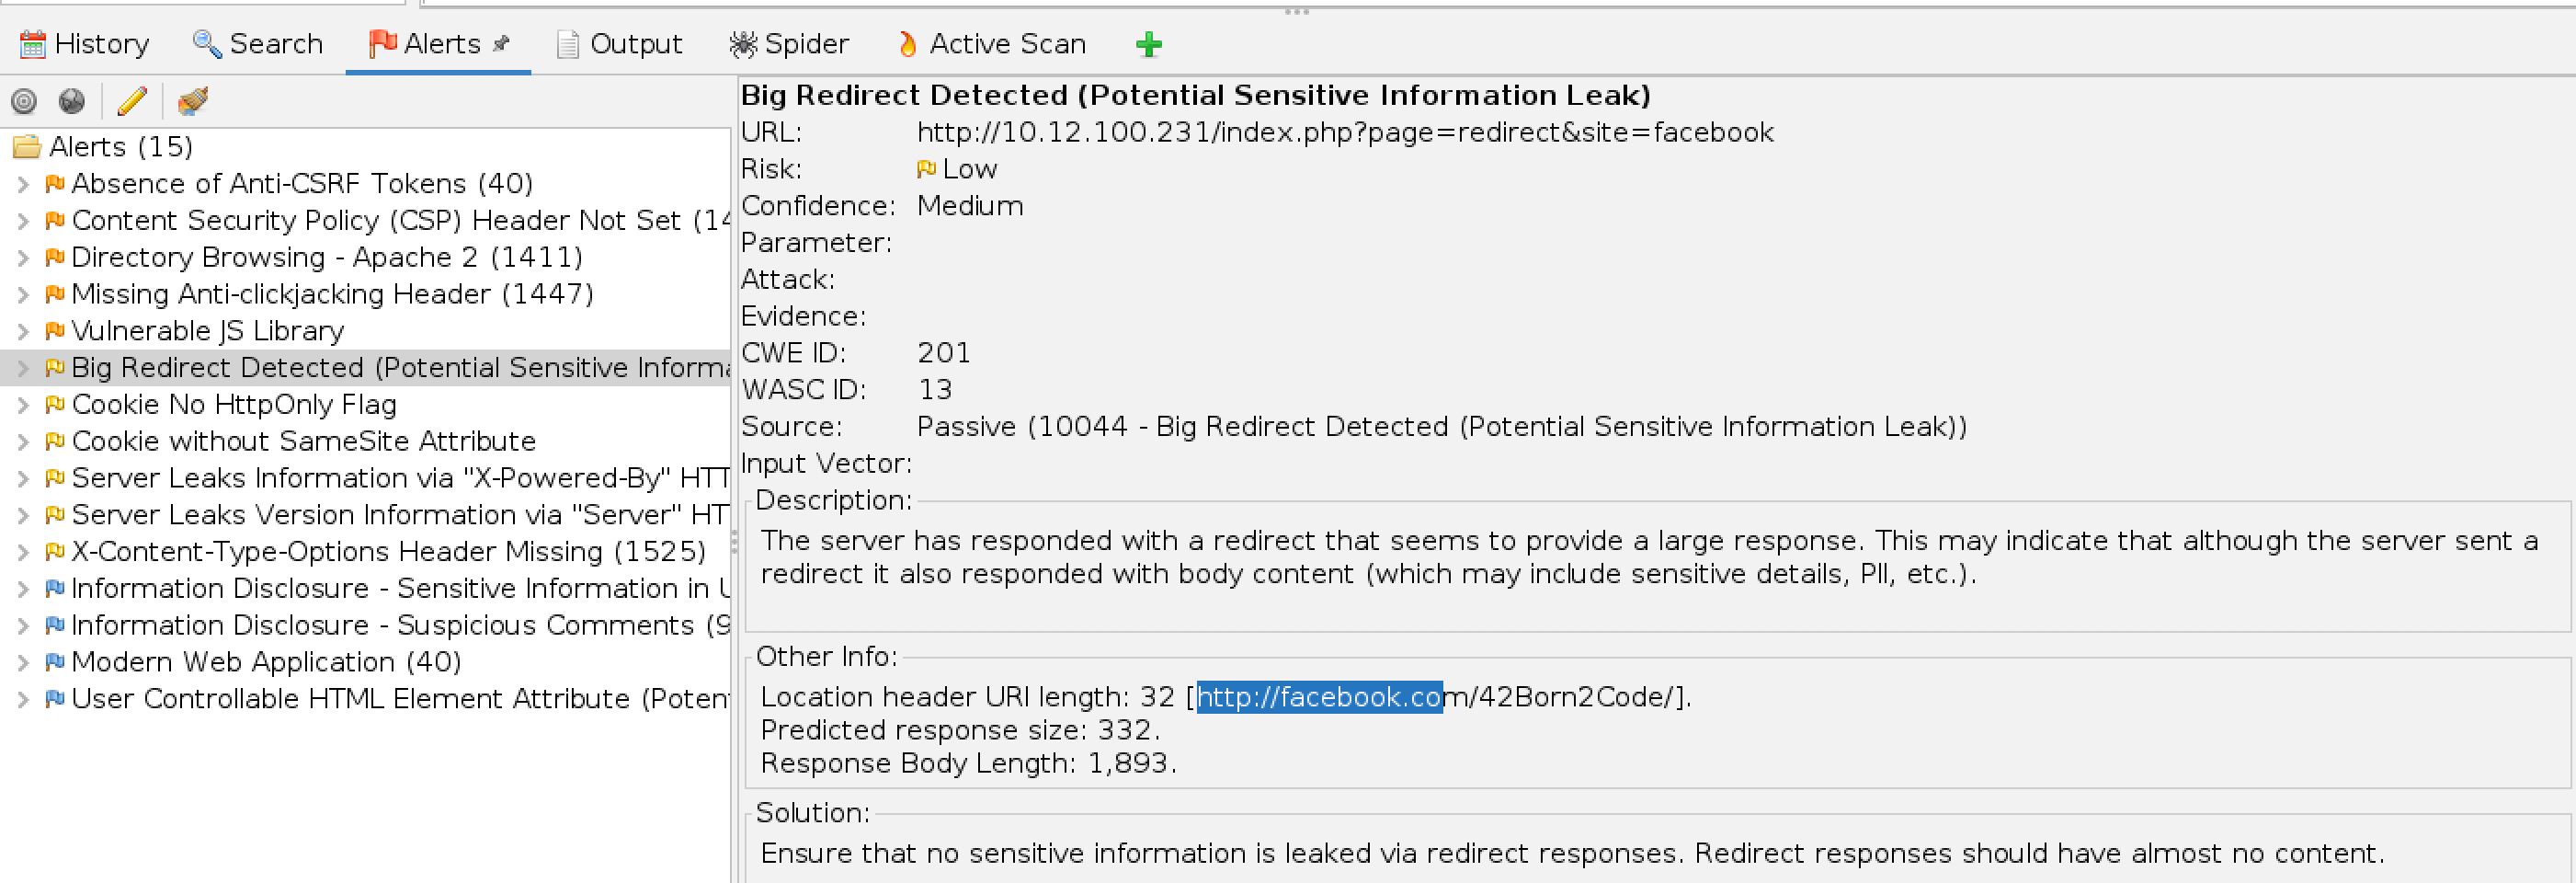 History Search Alerts Output Spider Active Scan
Alerts (15)
Absence of Anti-CSRF Tokens (40)
Content Security Policy (CSP) Header Not Set (14
Directory Browsing - Apache 2 (1411)
Missing Anti-clickjacking Header (1447)
Vulnerable JS Library
Big Redirect Detected (Potential Sensitive Informa
Cookie No HttpOnly Flag
Cookie without SameSite Attribute
Server Leaks Information via "X-Powered-By" HTT
Server Leaks Version Information via "Server" HT
X-Content-Type-Options Header Missing (1525)
Information Disclosure - Sensitive Information in U
Information Disclosure - Suspicious Comments (9
Modern Web Application (40)
User Controllable HTML Element Attribute (Poten
Big Redirect Detected (Potential Sensitive Information Leak)
URL: http://10.12.100.231/index.php?page=redirect&site=facebook
Risk: Low
Confidence: Medium
Parameter:
Attack:
Evidence:
CWE ID: 201
WASC ID: 13
Source: Passive (10044 - Big Redirect Detected (Potential Sensitive Information Leak))
Input Vector:
Description:
The server has responded with a redirect that seems to provide a large response. This may indicate that although the server sent a
redirect it also responded with body content (which may include sensitive details, PII, etc.).
Other Info:
Location header URI length: 32 [http://facebook.com/42Born2Code/].
Predicted response size: 332.
Response Body Length: 1,893.
Solution:
Ensure that no sensitive information is leaked via redirect responses. Redirect responses should have almost no content.